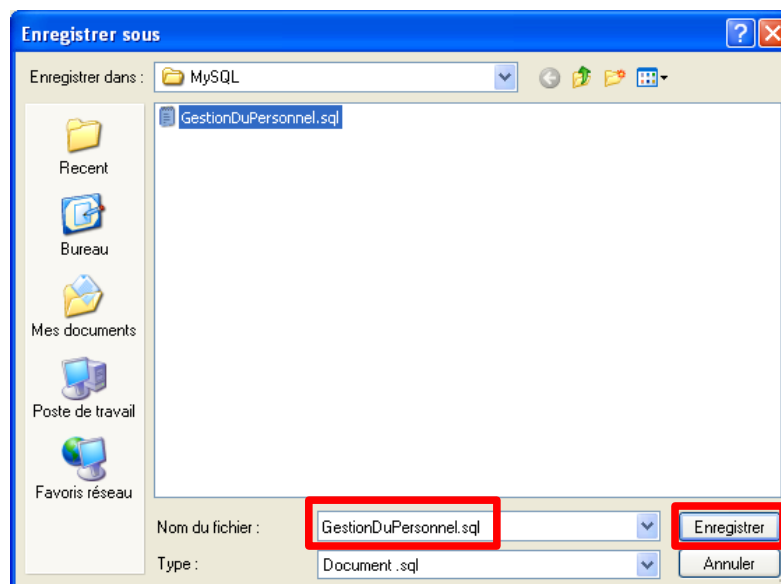 Enregistrer sous
Enregistrer dans :
MySQL
GestionDuPersonnel.sql
Recent
Bureau
Mes documents
Poste de travail
Favoris réseau
Nom du fichier :
GestionDuPersonnel.sql
Enregistrer
Type :
Document .sql
Annuler